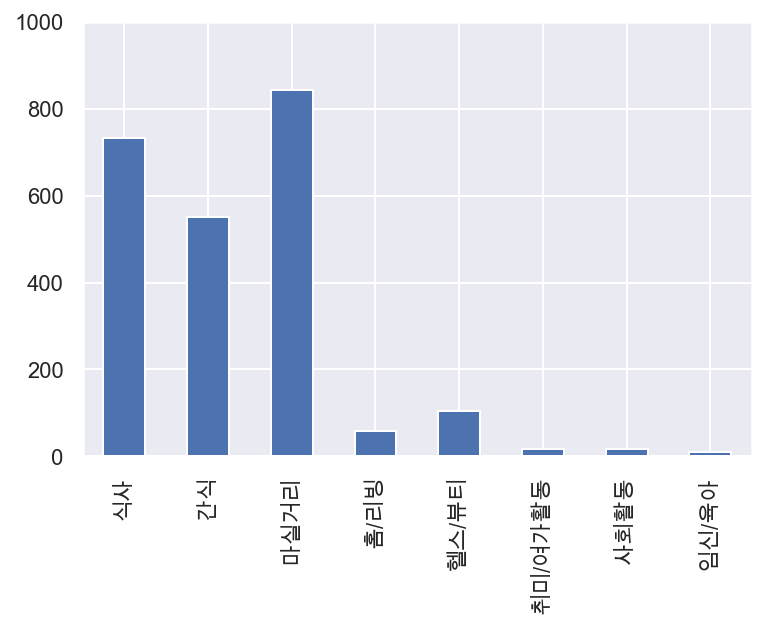 1000
800
600
400
200
0
식사
간식
마실거리
홈/리빙
헬스/뷰티
취미/여가활동
사회활동
임신/육아